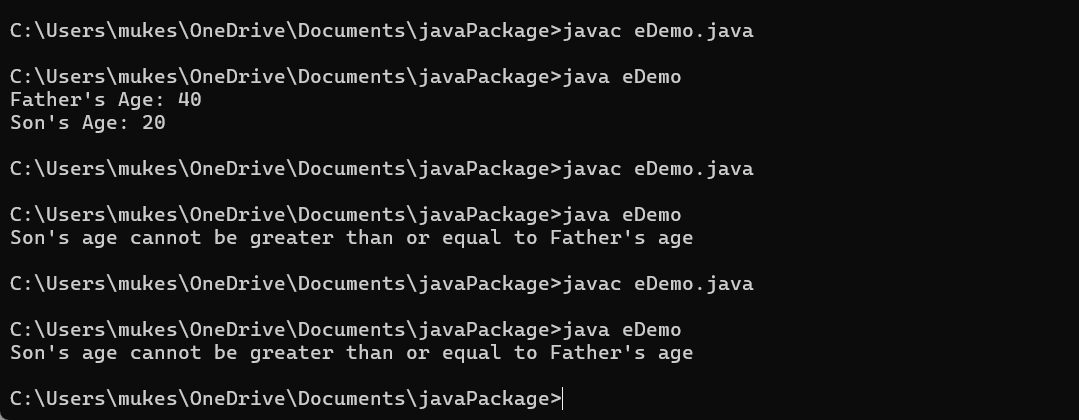 C:\Users\mukes\OneDrive\Documents\javaPackage>javac eDemo.java
C:\Users\mukes\OneDrive\Documents\javaPackage>java eDemo
Father's Age: 40
Son's Age: 20
C:\Users\mukes\OneDrive\Documents\javaPackage>javac eDemo.java
C:\Users\mukes\OneDrive\Documents\javaPackage>java eDemo
Son's age cannot be greater than or equal to Father's age
C:\Users\mukes\OneDrive\Documents\javaPackage>javac eDemo.java
C:\Users\mukes\OneDrive\Documents\javaPackage>java eDemo
Son's age cannot be greater than or equal to Father's age
C:\Users\mukes\OneDrive\Documents\javaPackage>